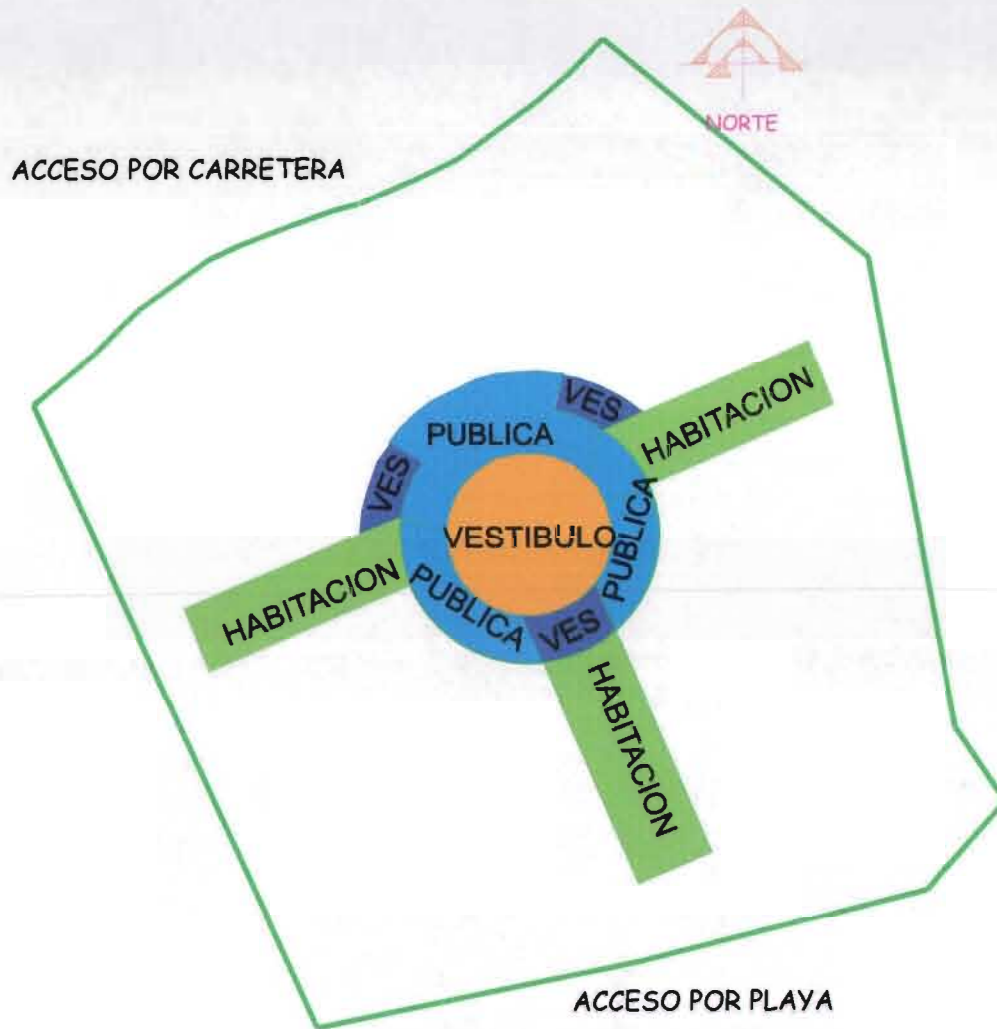 NORTE
ACCESO POR CARRETERA
VES
HABITACION
PUBLICA
VES
PUBLICA
VESTIBULO
HABITACION
PUBLICA
VES
HABITACION
ACCESO POR PLAYA